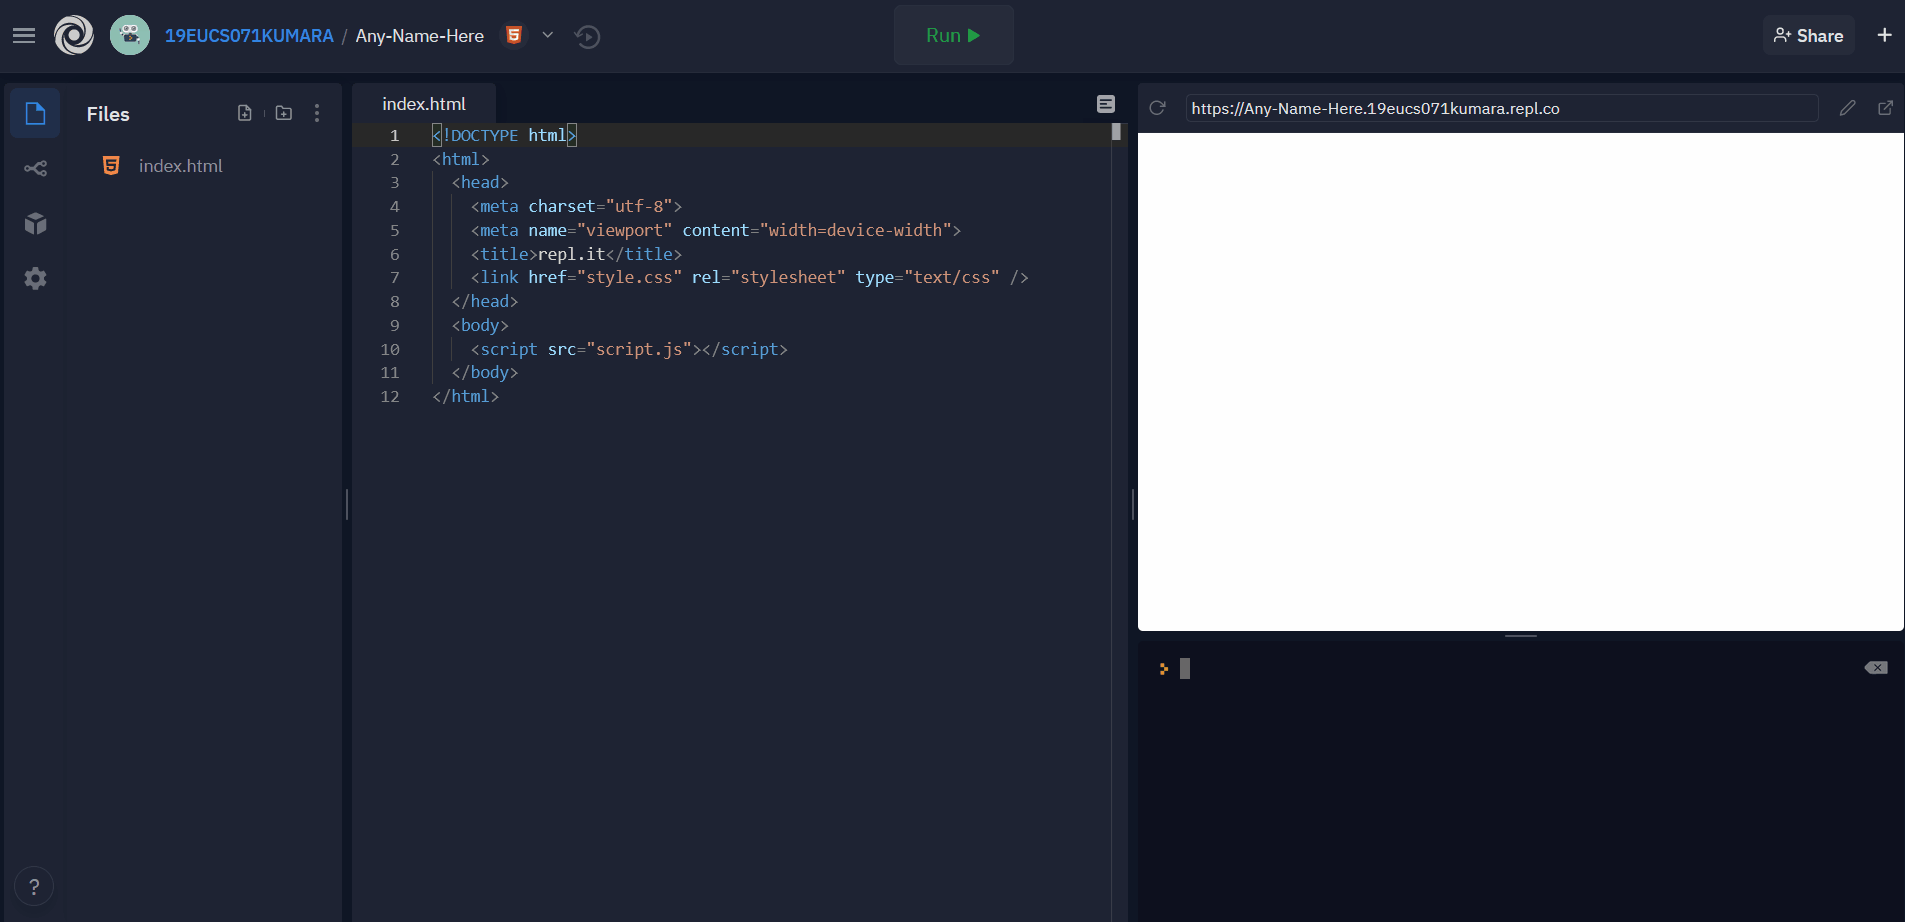 19EUCS071KUMARA / Any-Name-Here
Run
Share
Files
index.html
index.html
1 <!DOCTYPE html>
2 <html>
3 <head>
4 <meta charset="utf-8">
5 <meta name="viewport" content="width=device-width">
6 <title>repl.it</title>
7 <link href="style.css" rel="stylesheet" type="text/css" />
8 </head>
9 <body>
10 <script src="script.js"></script>
11 </body>
12 </html>
https://Any-Name-Here.19eucs071kumara.repl.co
?